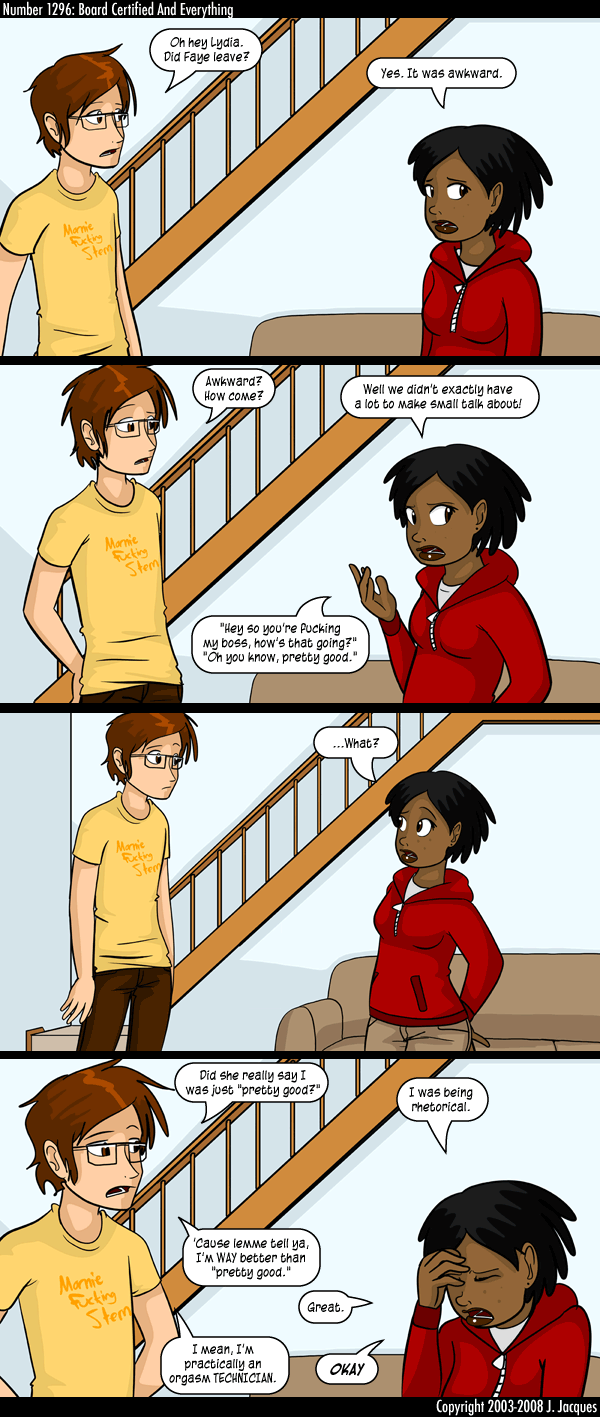 Number 1296: Board Certified And Everything
Oh hey Lydia.
Did Faye leave?
Yes. It was awkward.
Marnie
Fucking
Stern
Awkward?
How come?
Well we didn't exactly have
a lot to make small talk about!
"Hey so you're fucking
my boss, how's that going?"
"Oh you know, pretty good."
Marnie
Fucking
Stern
...What?
Marnie
Fucking
Stern
Did she really say I
was just "pretty good?"
I was being
rhetorical.
'Cause lemme tell ya,
I'm WAY better than
"pretty good."
Great.
I mean, I'm
practically an
orgasm TECHNICIAN.
OKAY
Marnie
Fucking
Stern
Copyright 2003-2008 J. Jacques